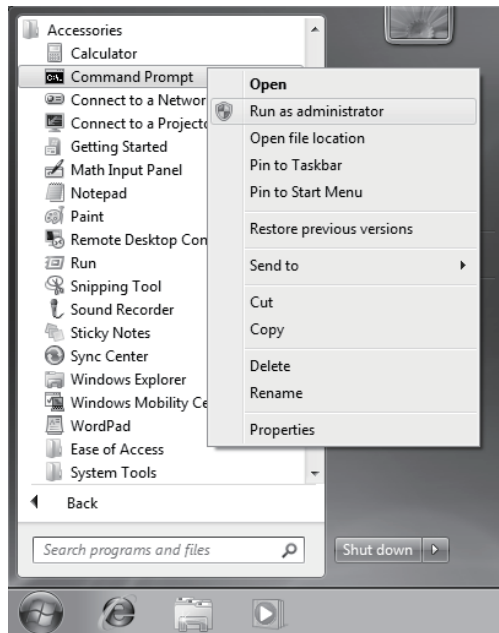 Accessories
Calculator
Command Prompt
Connect to a Networ
Connect to a Projecto
Getting Started
Math Input Panel
Notepad
Paint
Remote Desktop Con
Run
Snipping Tool
Sound Recorder
Sticky Notes
Sync Center
Windows Explorer
Windows Mobility Ce
WordPad
Ease of Access
System Tools
Back
Search programs and files
Open
Run as administrator
Open file location
Pin to Taskbar
Pin to Start Menu
Restore previous versions
Send to
Cut
Copy
Delete
Rename
Properties
Shut down